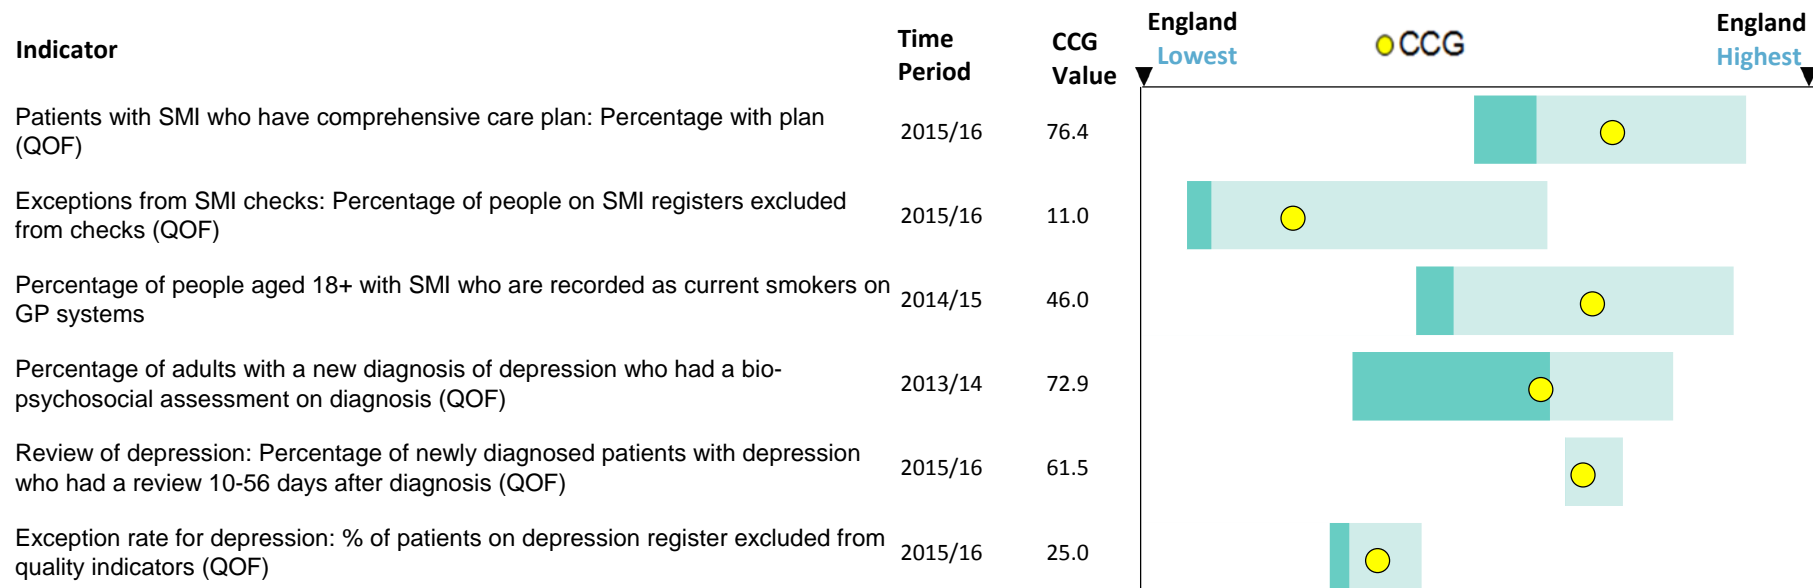 Indicator
Time
Period
CCG
Value
England
Lowest
CCG
England
Highest
Patients with SMI who have comprehensive care plan: Percentage with plan
(QOF)
2015/16
76.4
Exceptions from SMI checks: Percentage of people on SMI registers excluded
from checks (QOF)
2015/16
11.0
Percentage of people aged 18+ with SMI who are recorded as current smokers on
GP systems
2014/15
46.0
Percentage of adults with a new diagnosis of depression who had a bio-
psychosocial assessment on diagnosis (QOF)
2013/14
72.9
Review of depression: Percentage of newly diagnosed patients with depression
who had a review 10-56 days after diagnosis (QOF)
2015/16
61.5
Exception rate for depression: % of patients on depression register excluded from
quality indicators (QOF)
2015/16
25.0